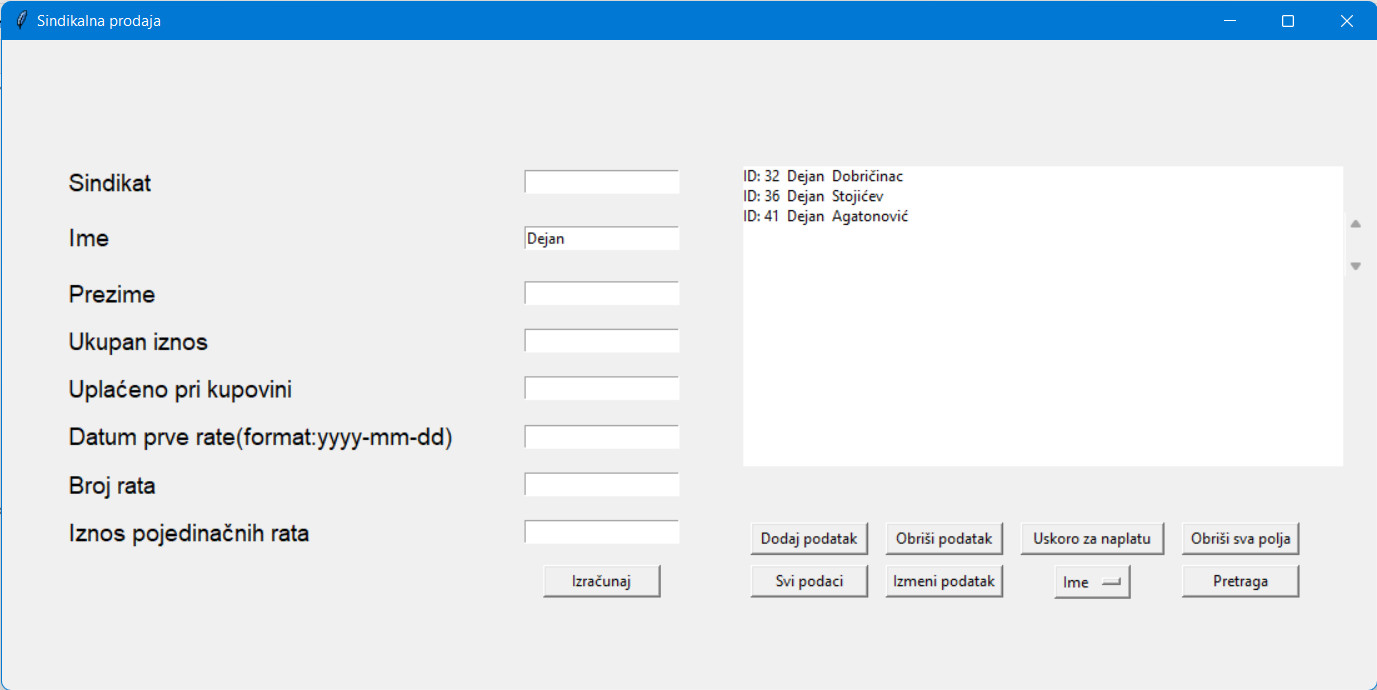 Sindikalna prodaja
Sindikat
Ime
Dejan
Prezime
Ukupan iznos
Uplaćeno pri kupovini
Datum prve rate(format:yyyy-mm-dd)
Broj rata
Iznos pojedinačnih rata
Izračunaj
ID: 32 Dejan Dobričinac
ID: 36 Dejan Stojićev
ID: 41 Dejan Agatonović
Dodaj podatak
Obriši podatak
Uskoro za naplatu
Obriši sva polja
Svi podaci
Izmeni podatak
Ime
Pretraga